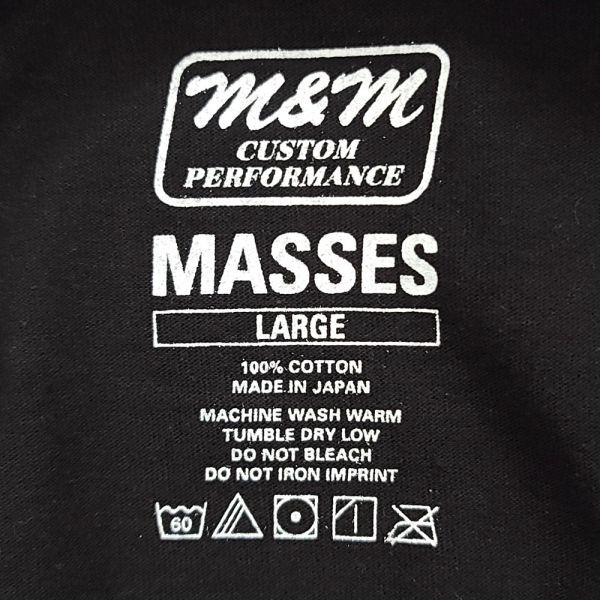 M&M
CUSTOM
PERFORMANCE
MASSES
LARGE
100% COTTON
MADE IN JAPAN
MACHINE WASH WARM
TUMBLE DRY LOW
DO NOT BLEACH
DO NOT IRON IMPRINT
60